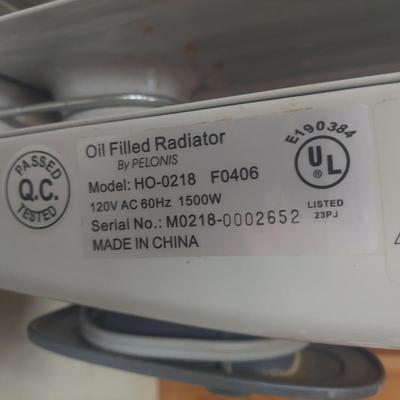 Oil Filled Radiator
By PELONIS
Model: HO-0218 F0406
120V AC 60Hz 1500W
Serial No.: M0218-0002652
MADE IN CHINA
PASSED
Q.C.
TESTED
E190384
UL
LISTED
23PJ